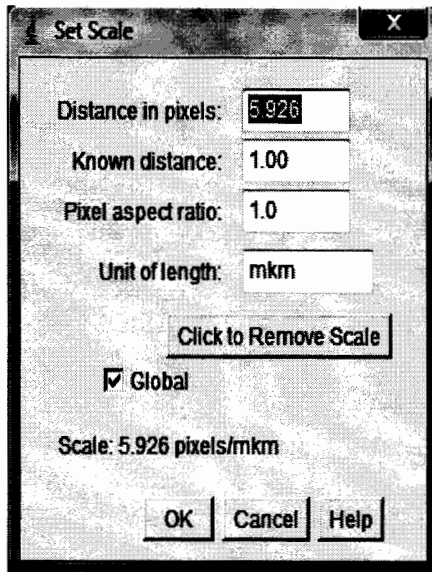 Set Scale X
Distance in pixels: 5.926
Known distance: 1.00
Pixel aspect ratio: 1.0
Unit of length: mkm
Click to Remove Scale
Global
Scale: 5.926 pixels/mkm
OK Cancel Help